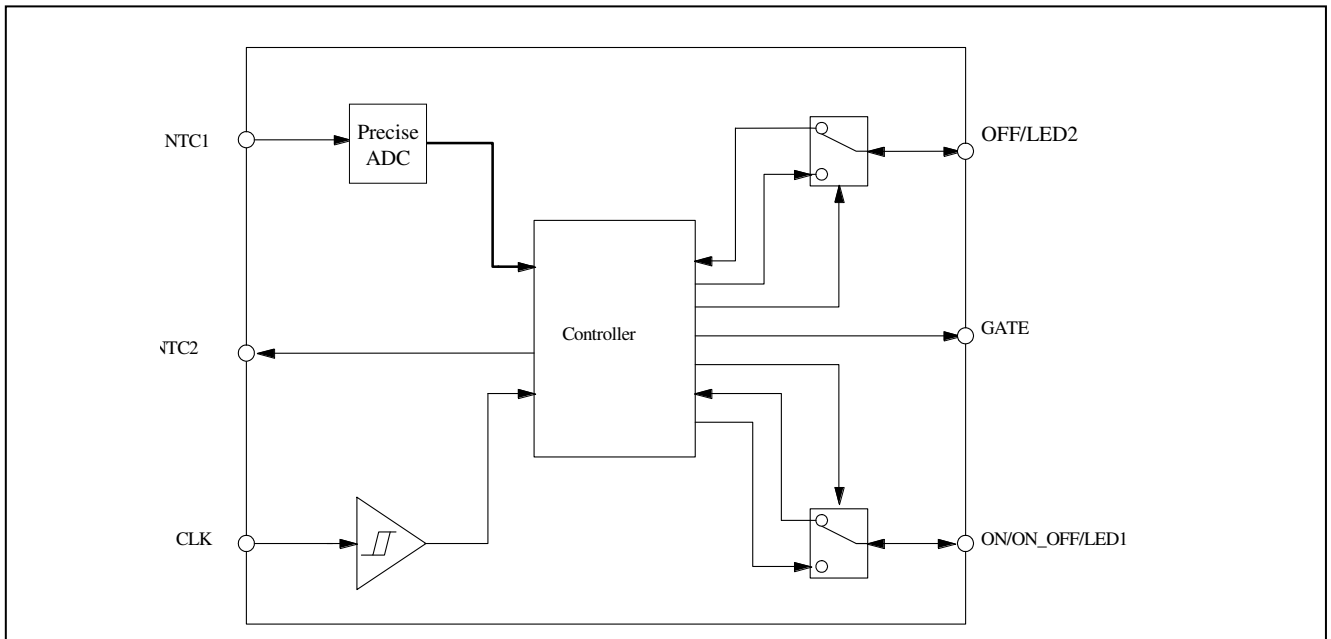 NTC1
Precise
ADC
OFF/LED2
Controller
GATE
NTC2
CLK
ON/ON_OFF/LED1